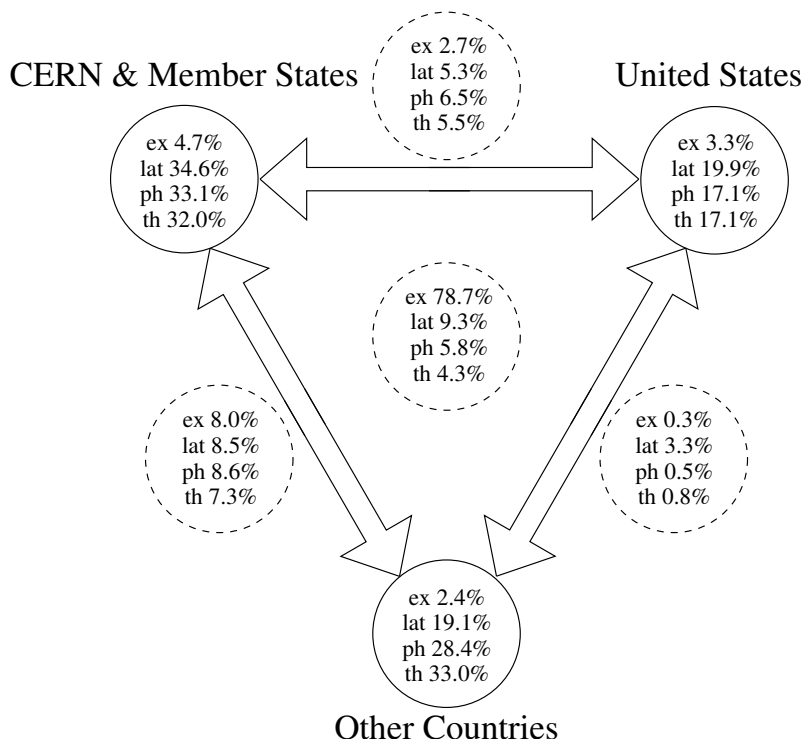 CERN & Member States
United States
ex 2.7%
lat 5.3%
ph 6.5%
th 5.5%
ex 4.7%
lat 34.6%
ph 33.1%
th 32.0%
ex 3.3%
lat 19.9%
ph 17.1%
th 17.1%
ex 78.7%
lat 9.3%
ph 5.8%
th 4.3%
ex 8.0%
lat 8.5%
ph 8.6%
th 7.3%
ex 0.3%
lat 3.3%
ph 0.5%
th 0.8%
ex 2.4%
lat 19.1%
ph 28.4%
th 33.0%
Other Countries